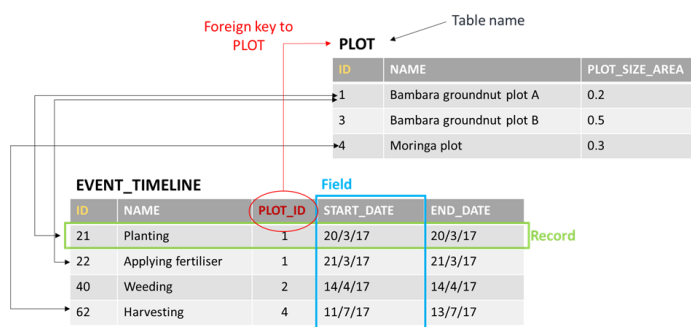 Foreign key to
PLOT
Table name
PLOT
ID NAME PLOT_SIZE_AREA
1 Bambara groundnut plot A 0.2
3 Bambara groundnut plot B 0.5
4 Moringa plot 0.3
EVENT_TIMELINE
Field
ID NAME PLOT_ID START_DATE END_DATE
21 Planting 1 20/3/17 20/3/17
Record
22 Applying fertiliser 1 21/3/17 21/3/17
40 Weeding 2 14/4/17 14/4/17
62 Harvesting 4 11/7/17 13/7/17